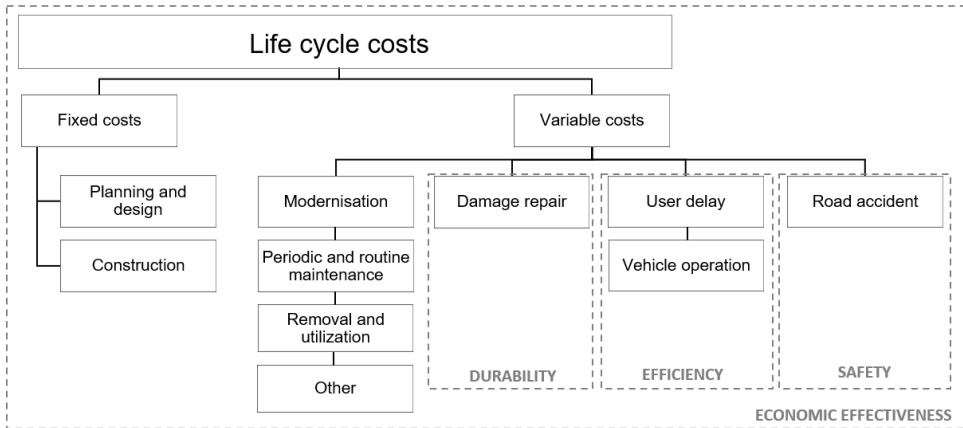 Life cycle costs
Fixed costs
Variable costs
Planning and
design
Construction
Modernisation
Periodic and routine
maintenance
Removal and
utilization
Other
Damage repair
DURABILITY
User delay
Vehicle operation
EFFICIENCY
Road accident
SAFETY
ECONOMIC EFFECTIVENESS